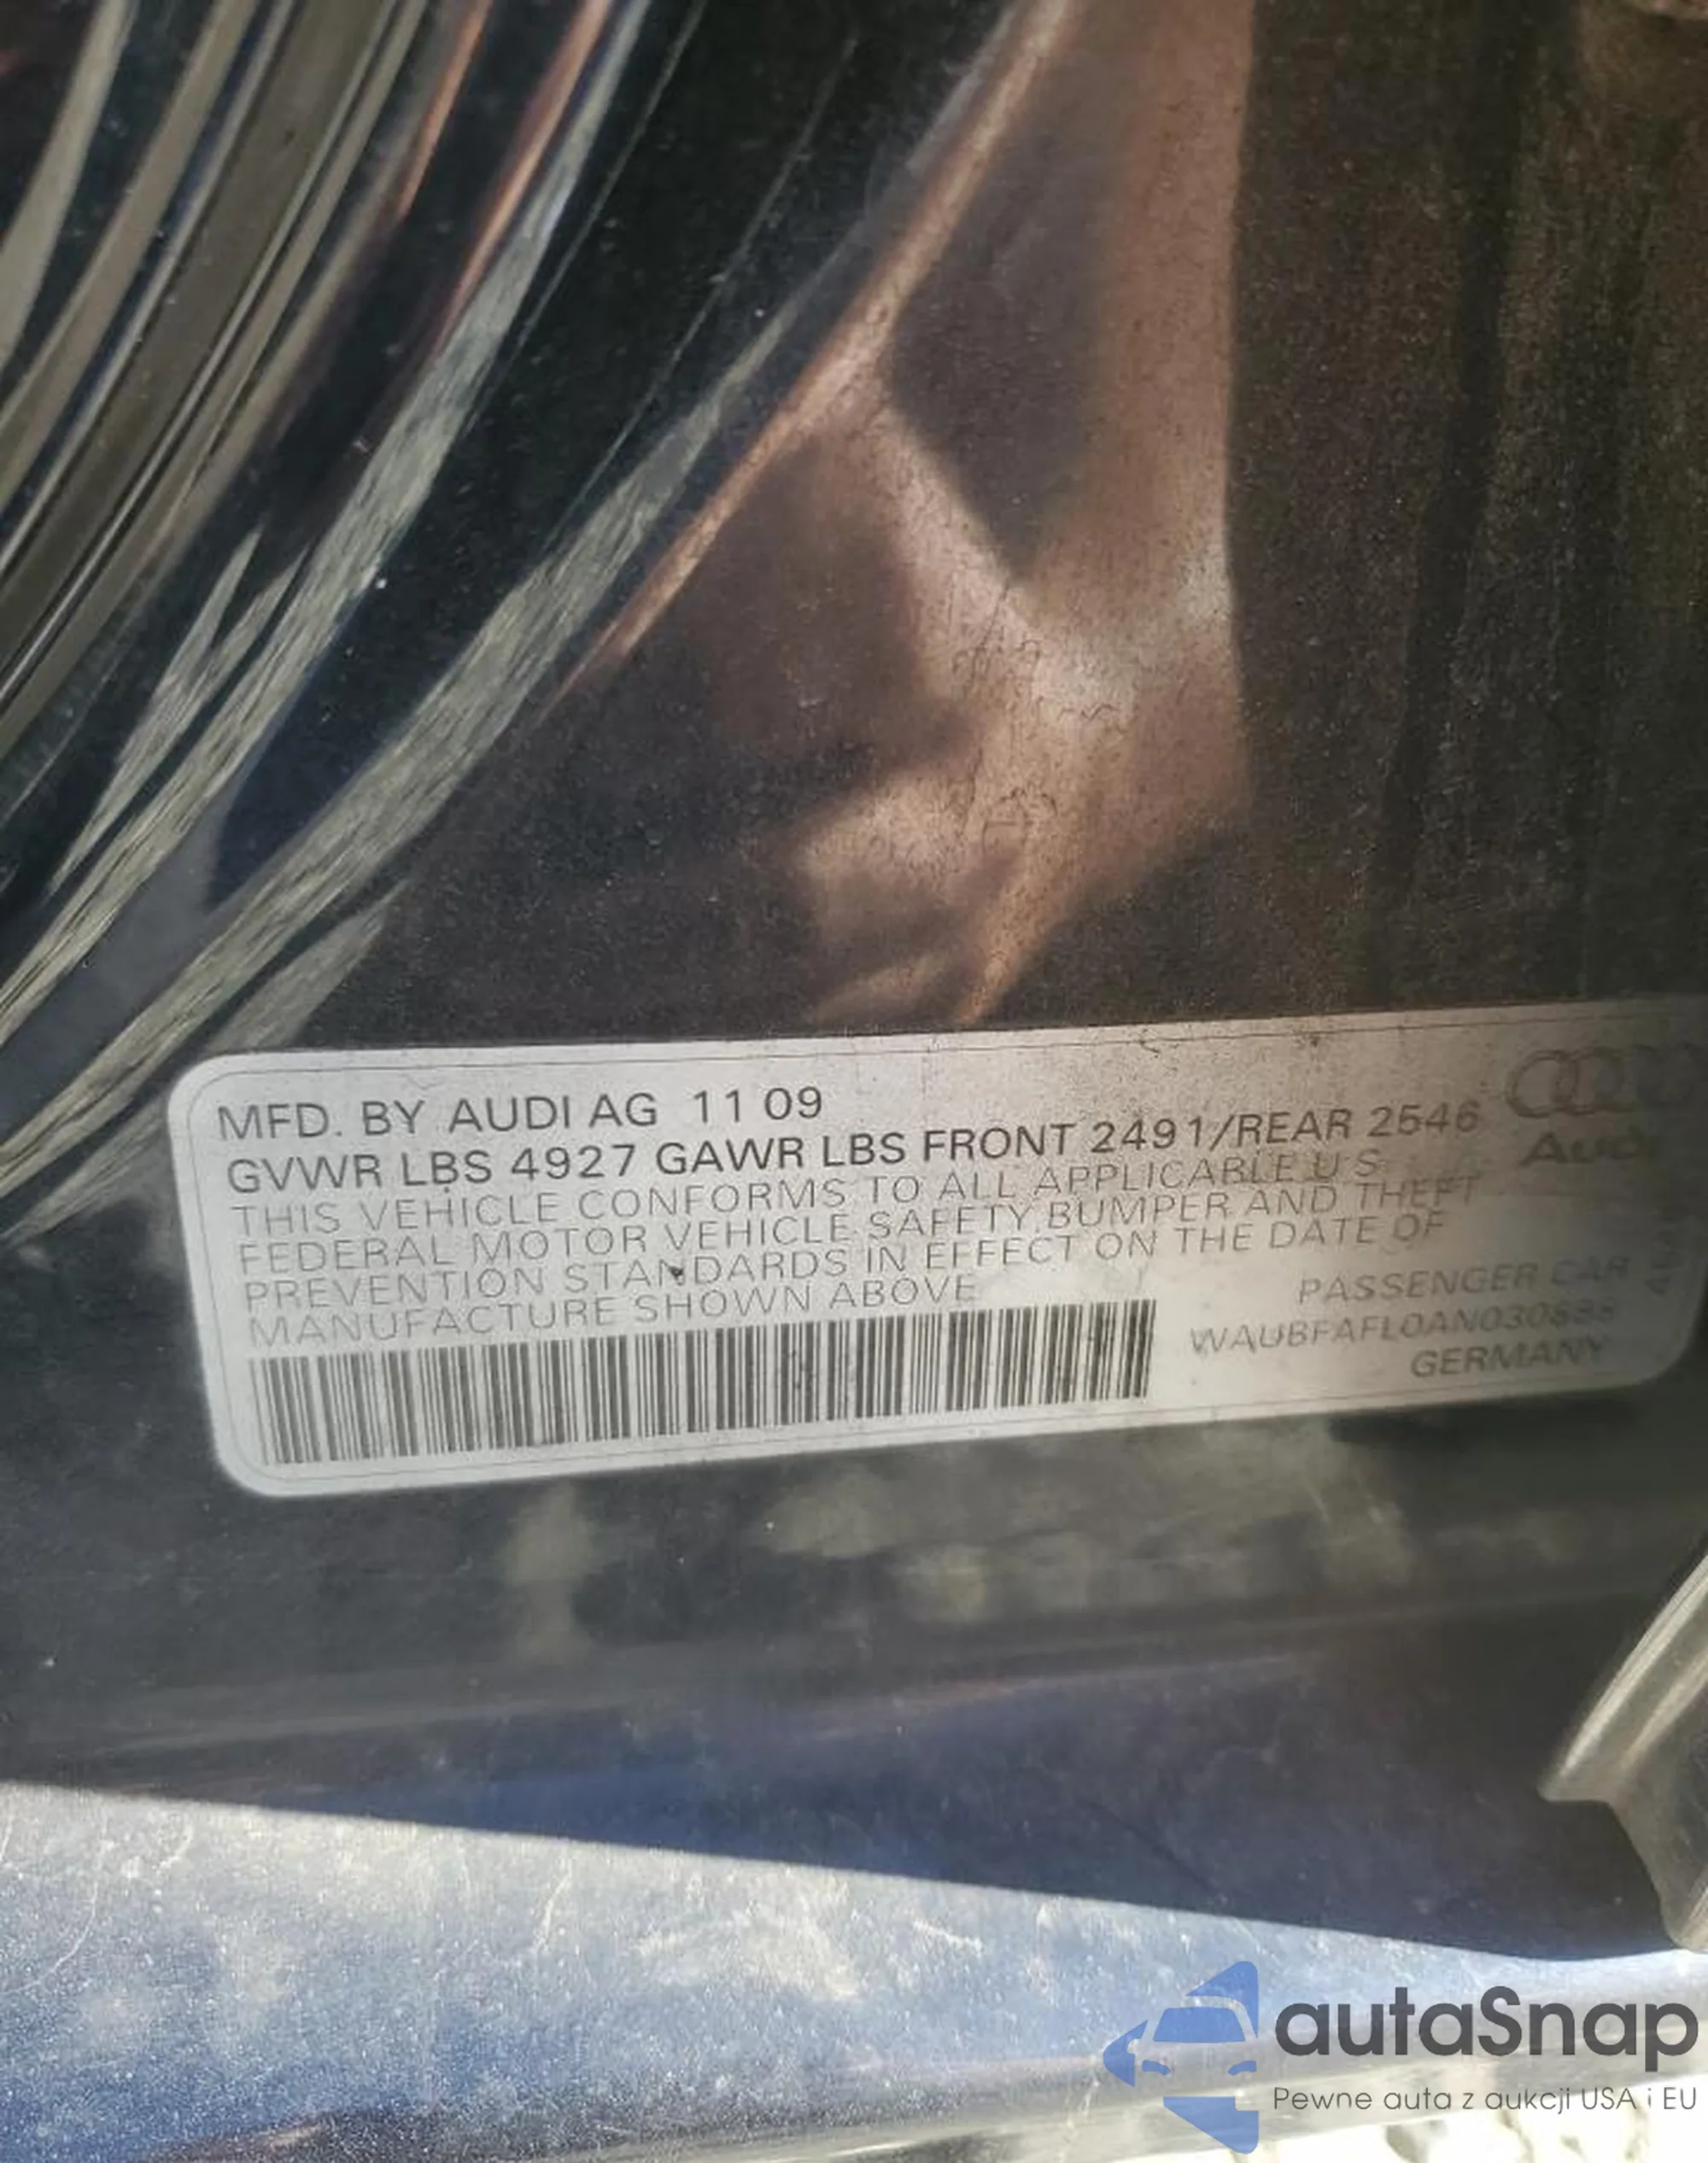 MFD. BY AUDI AG 11 09
GVWR LBS 4927 GAWR LBS FRONT 2491/REAR 2546
THIS VEHICLE CONFORMS TO ALL APPLICABLE U S
FEDERAL MOTOR VEHICLE SAFETY,BUMPER AND THEFT
PREVENTION STANDARDS IN EFFECT ON THE DATE OF
MANUFACTURE SHOWN ABOVE
Audi
PASSENGER CAR
GERMANY
autaSnap
Pewne auta z aukcji USA i EU